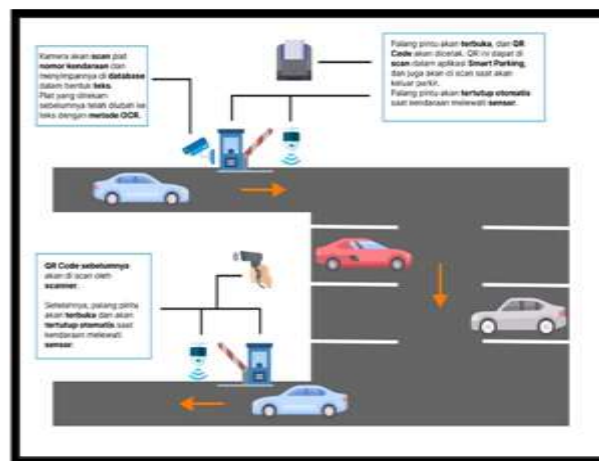 Kamera akan scan plat
nomor kendaraan dan
menyimpannya di database
dalam bentuk teks.
Plat yang direkam
sebelumnya telah diubah ke
teks dengan metode OCR.
Palang pintu akan terbuka, dan QR
Code akan dicetak. QR ini dapat di
scan dalam aplikasi Smart Parking,
dan juga akan di scan saat akan
keluar parkir.
Palang pintu akan tertutup otomatis
saat kendaraan melewati sensor.
QR Code sebelumnya
akan di scan oleh
scanner.
Setelahnya, palang pintu
akan terbuka dan akan
tertutup otomatis saat
kendaraan melewati
sensor.